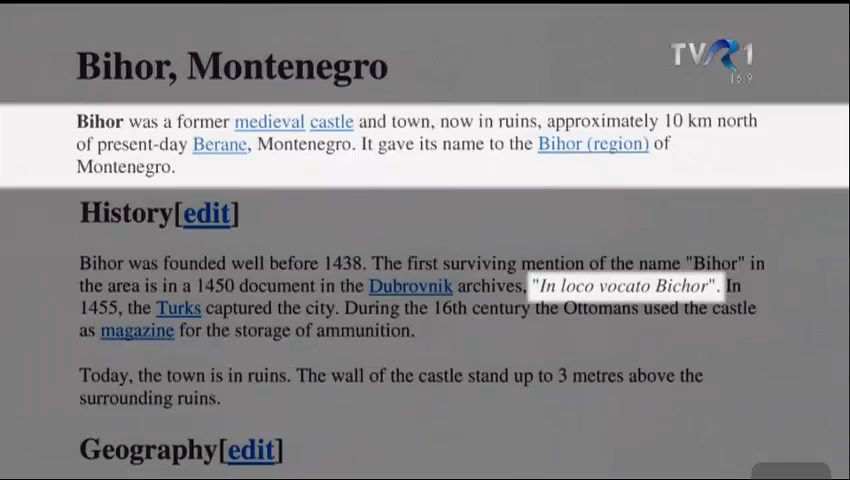 Bihor, Montenegro
TVR1
16:9
Bihor was a former medieval castle and town, now in ruins, approximately 10 km north
of present-day Berane, Montenegro. It gave its name to the Bihor (region) of
Montenegro.
History[edit]
Bihor was founded well before 1438. The first surviving mention of the name "Bihor" in
the area is in a 1450 document in the Dubrovnik archives, "In loco vocato Bichor". In
1455, the Turks captured the city. During the 16th century the Ottomans used the castle
as magazine for the storage of ammunition.
Today, the town is in ruins. The wall of the castle stand up to 3 metres above the
surrounding ruins.
Geography[edit]